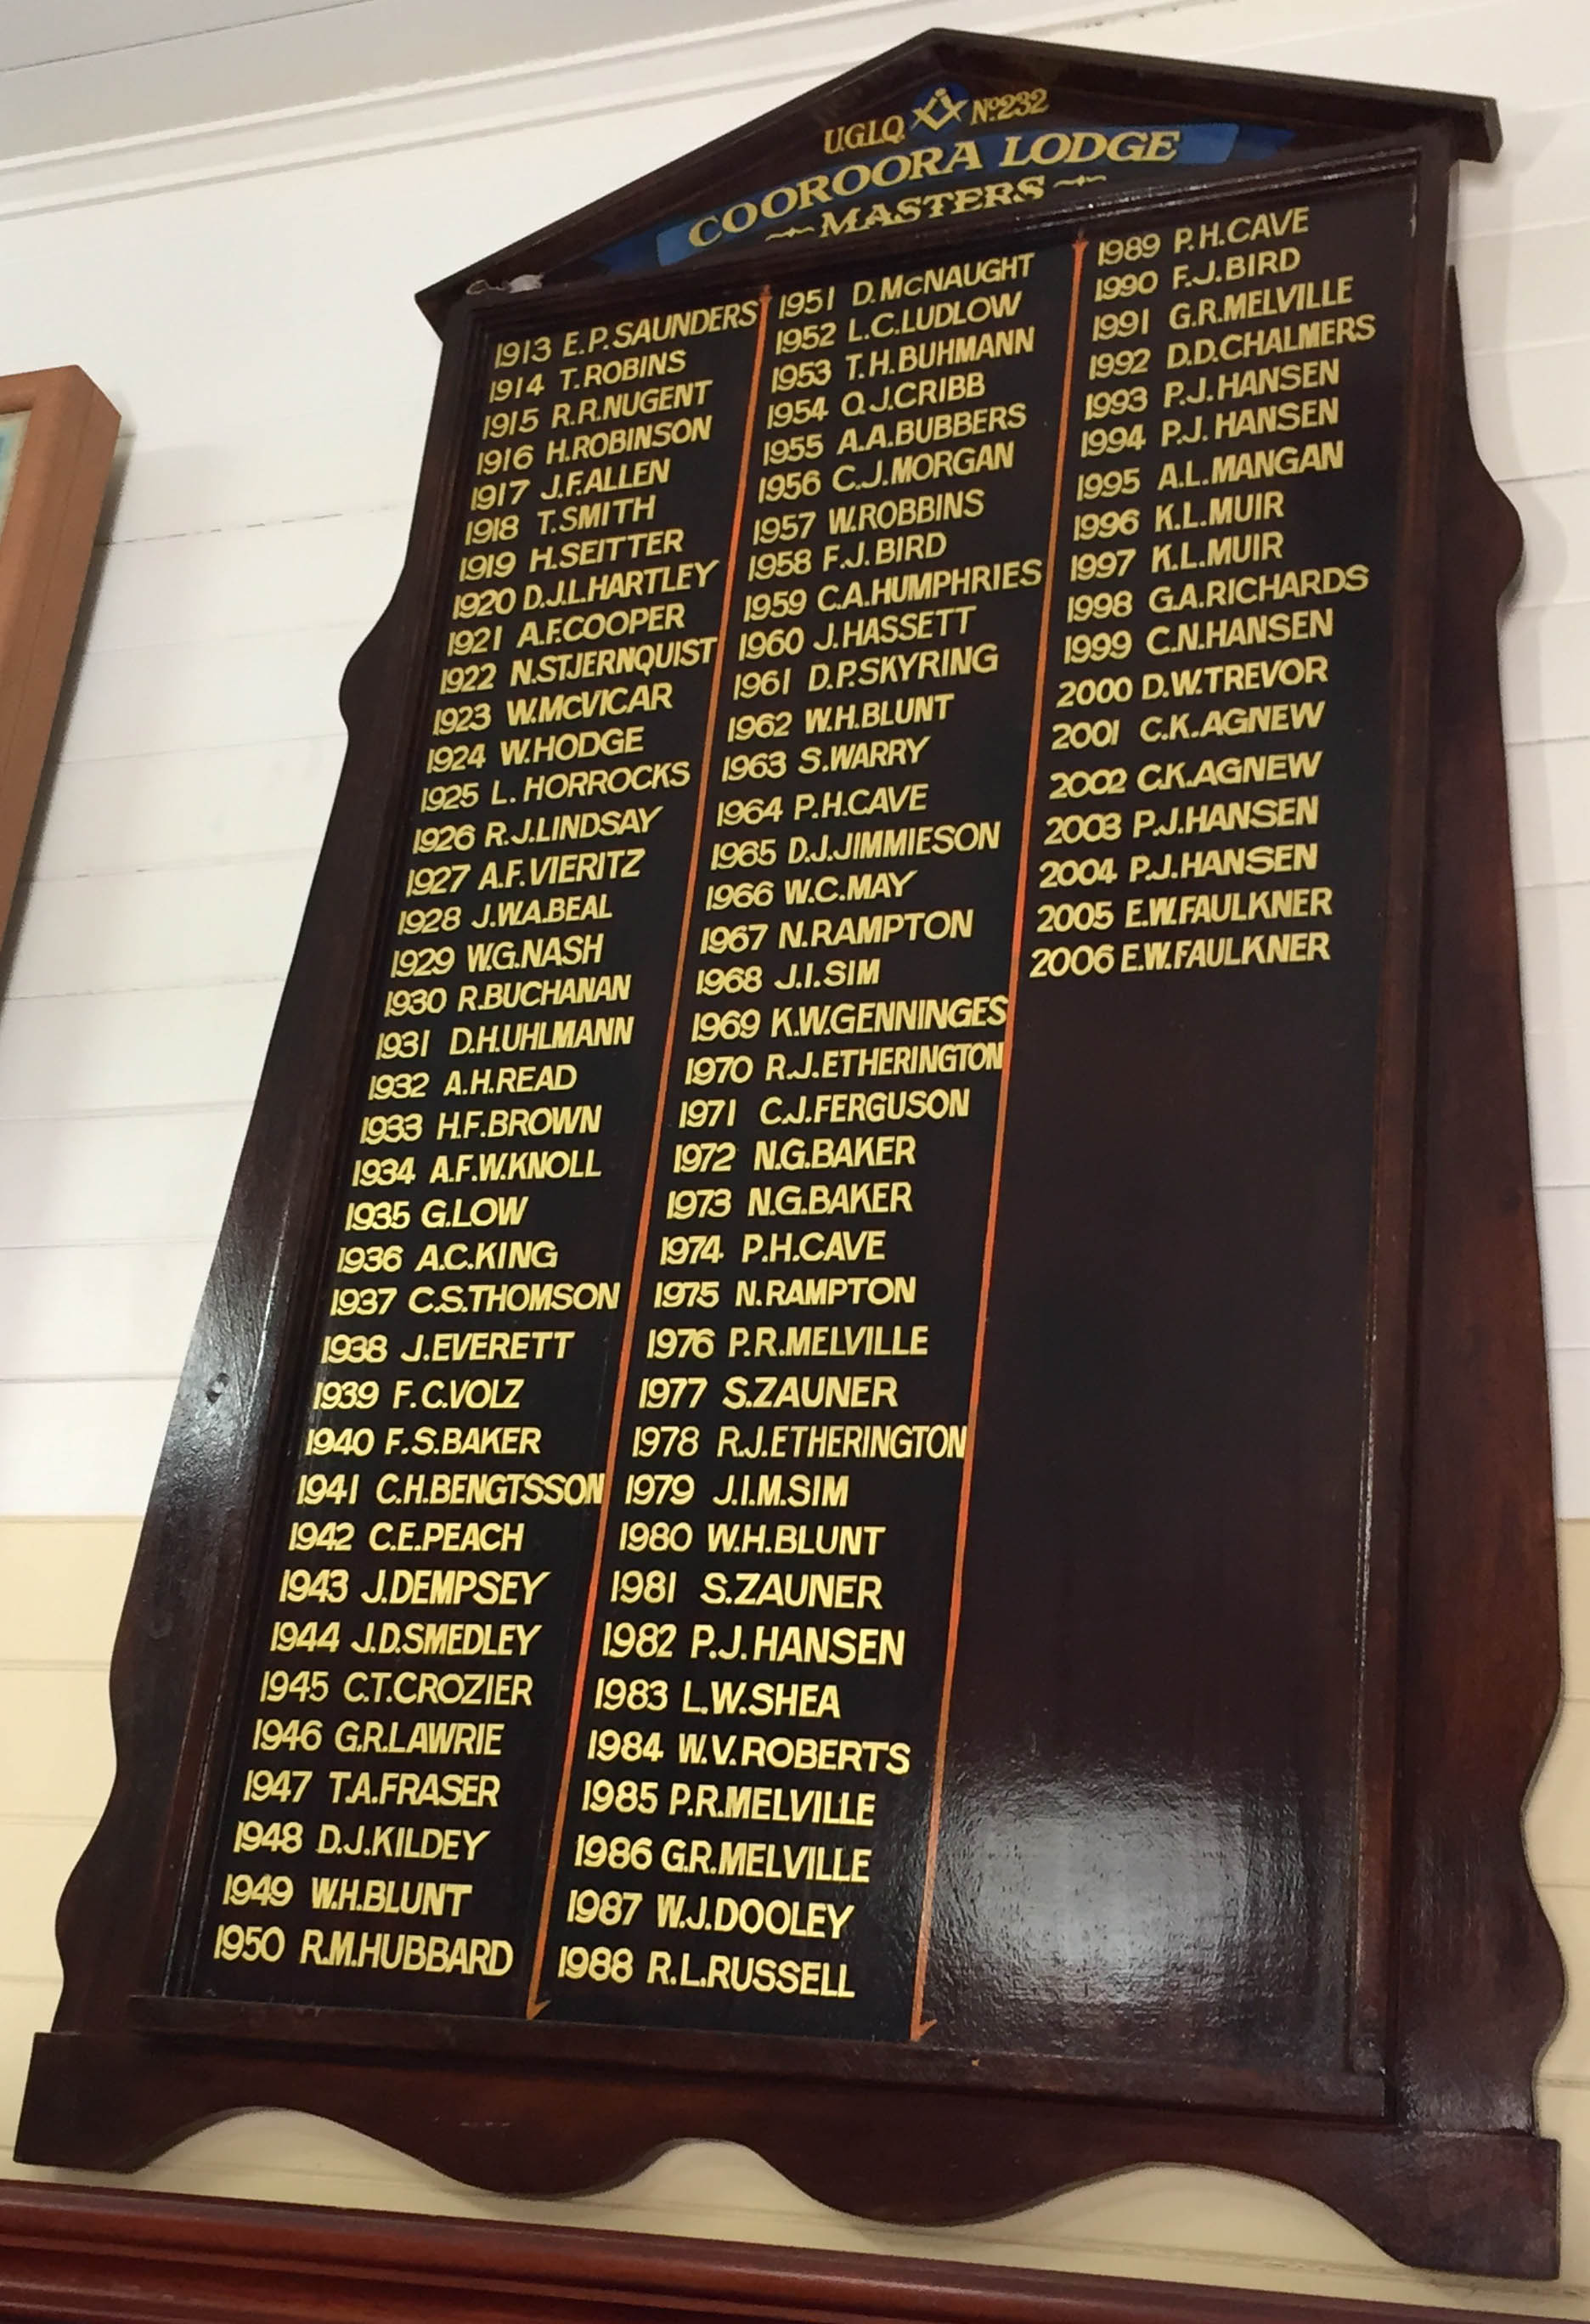 U.G.L.Q. Nº232
COOROORA LODGE
MASTERS
1913 E.P.SAUNDERS
1914 T.ROBINS
1915 R.R.NUGENT
1916 H.ROBINSON
1917 J.F.ALLEN
1918 T.SMITH
1919 H.SEITTER
1920 D.J.L.HARTLEY
1921 A.F.COOPER
1922 N.STJERNQUIST
1923 W.McVICAR
1924 W.HODGE
1925 L. HORROCKS
1926 R.J.LINDSAY
1927 A.F.VIERITZ
1928 J.W.A.BEAL
1929 W.G.NASH
1930 R.BUCHANAN
1931 D.H.UHLMANN
1932 A.H.READ
1933 H.F.BROWN
1934 A.F.W.KNOLL
1935 G.LOW
1936 A.C.KING
1937 C.S.THOMSON
1938 J.EVERETT
1939 F.C.VOLZ
1940 F.S.BAKER
1941 C.H.BENGTSSON
1942 C.E.PEACH
1943 J.DEMPSEY
1944 J.D.SMEDLEY
1945 C.T.CROZIER
1946 G.R.LAWRIE
1947 T.A.FRASER
1948 D.J.KILDEY
1949 W.H.BLUNT
1950 R.M.HUBBARD
1951 D.McNAUGHT
1952 L.C.LUDLOW
1953 T.H.BUHMANN
1954 O.J.CRIBB
1955 A.A.BUBBERS
1956 C.J.MORGAN
1957 W.ROBBINS
1958 F.J.BIRD
1959 C.A.HUMPHRIES
1960 J.HASSETT
1961 D.P.SKYRING
1962 W.H.BLUNT
1963 S.WARRY
1964 P.H.CAVE
1965 D.J.JIMMIESON
1966 W.C.MAY
1967 N.RAMPTON
1968 J.I.SIM
1969 K.W.GENNINGES
1970 R.J.ETHERINGTON
1971 C.J.FERGUSON
1972 N.G.BAKER
1973 N.G.BAKER
1974 P.H.CAVE
1975 N.RAMPTON
1976 P.R.MELVILLE
1977 S.ZAUNER
1978 R.J.ETHERINGTON
1979 J.I.M.SIM
1980 W.H.BLUNT
1981 S.ZAUNER
1982 P.J.HANSEN
1983 L.W.SHEA
1984 W.V.ROBERTS
1985 P.R.MELVILLE
1986 G.R.MELVILLE
1987 W.J.DOOLEY
1988 R.L.RUSSELL
1989 P.H.CAVE
1990 F.J.BIRD
1991 G.R.MELVILLE
1992 D.D.CHALMERS
1993 P.J.HANSEN
1994 P.J.HANSEN
1995 A.L.MANGAN
1996 K.L.MUIR
1997 K.L.MUIR
1998 G.A.RICHARDS
1999 C.N.HANSEN
2000 D.W.TREVOR
2001 C.K.AGNEW
2002 C.K.AGNEW
2003 P.J.HANSEN
2004 P.J.HANSEN
2005 E.W.FAULKNER
2006 E.W.FAULKNER